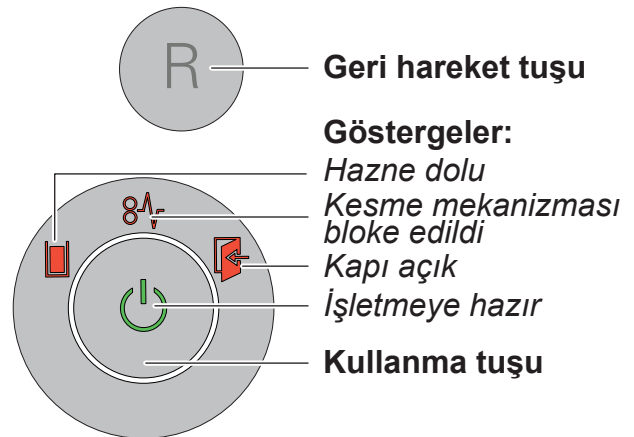 R
Geri hareket tuşu
Göstergeler:
Hazne dolu
Kesme mekanizması
bloke edildi
Kapı açık
İşletmeye hazır
Kullanma tuşu